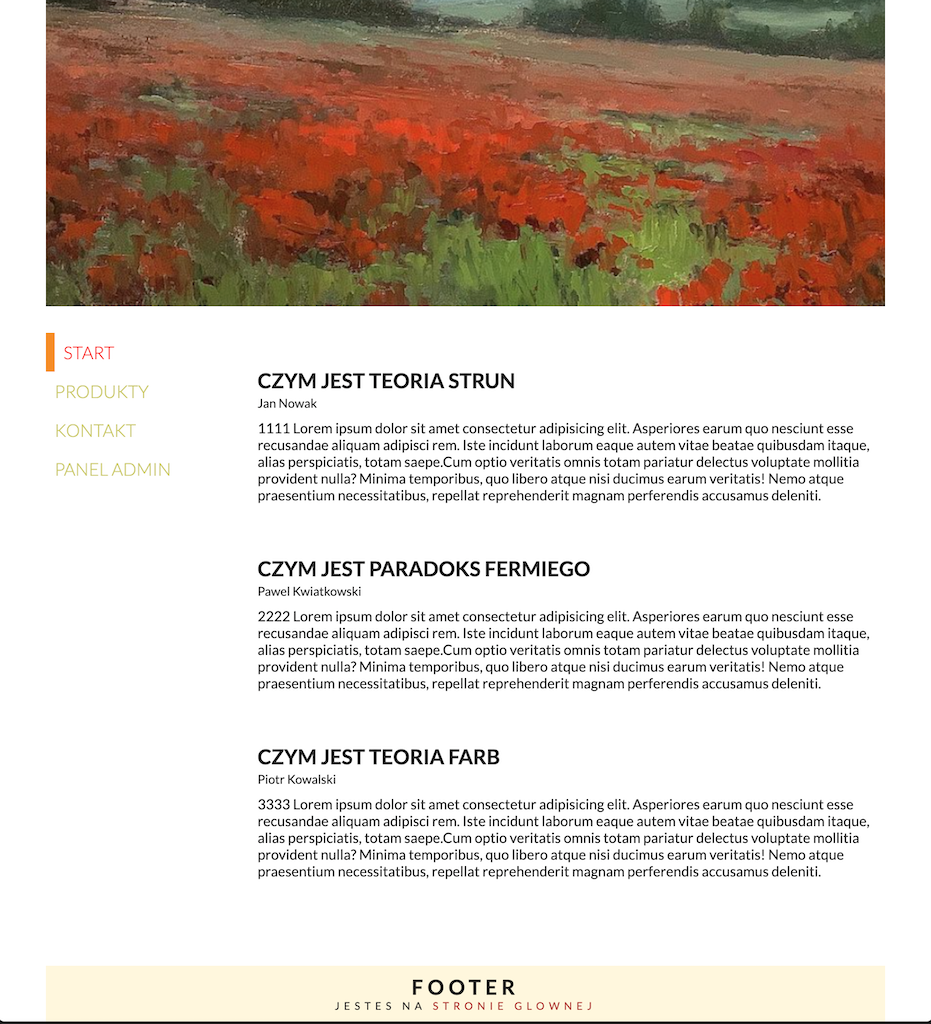 START
PRODUKTY
KONTAKT
PANEL ADMIN
CZYM JEST TEORIA STRUN
Jan Nowak
1111 Lorem ipsum dolor sit amet consectetur adipisicing elit. Asperiores earum quo nesciunt esse
recusandae aliquam adipisci rem. Iste incidunt laborum eaque autem vitae beatae quibusdam itaque,
alias perspiciatis, totam saepe.Cum optio veritatis omnis totam pariatur delectus voluptate mollitia
provident nulla? Minima temporibus, quo libero atque nisi ducimus earum veritatis! Nemo atque
praesentium necessitatibus, repellat reprehenderit magnam perferendis accusamus deleniti.
CZYM JEST PARADOKS FERMIEGO
Pawel Kwiatkowski
2222 Lorem ipsum dolor sit amet consectetur adipisicing elit. Asperiores earum quo nesciunt esse
recusandae aliquam adipisci rem. Iste incidunt laborum eaque autem vitae beatae quibusdam itaque,
alias perspiciatis, totam saepe.Cum optio veritatis omnis totam pariatur delectus voluptate mollitia
provident nulla? Minima temporibus, quo libero atque nisi ducimus earum veritatis! Nemo atque
praesentium necessitatibus, repellat reprehenderit magnam perferendis accusamus deleniti.
CZYM JEST TEORIA FARB
Piotr Kowalski
3333 Lorem ipsum dolor sit amet consectetur adipisicing elit. Asperiores earum quo nesciunt esse
recusandae aliquam adipisci rem. Iste incidunt laborum eaque autem vitae beatae quibusdam itaque,
alias perspiciatis, totam saepe.Cum optio veritatis omnis totam pariatur delectus voluptate mollitia
provident nulla? Minima temporibus, quo libero atque nisi ducimus earum veritatis! Nemo atque
praesentium necessitatibus, repellat reprehenderit magnam perferendis accusamus deleniti.
FOOTER
JESTES NA STRONIE GLOWNEJ